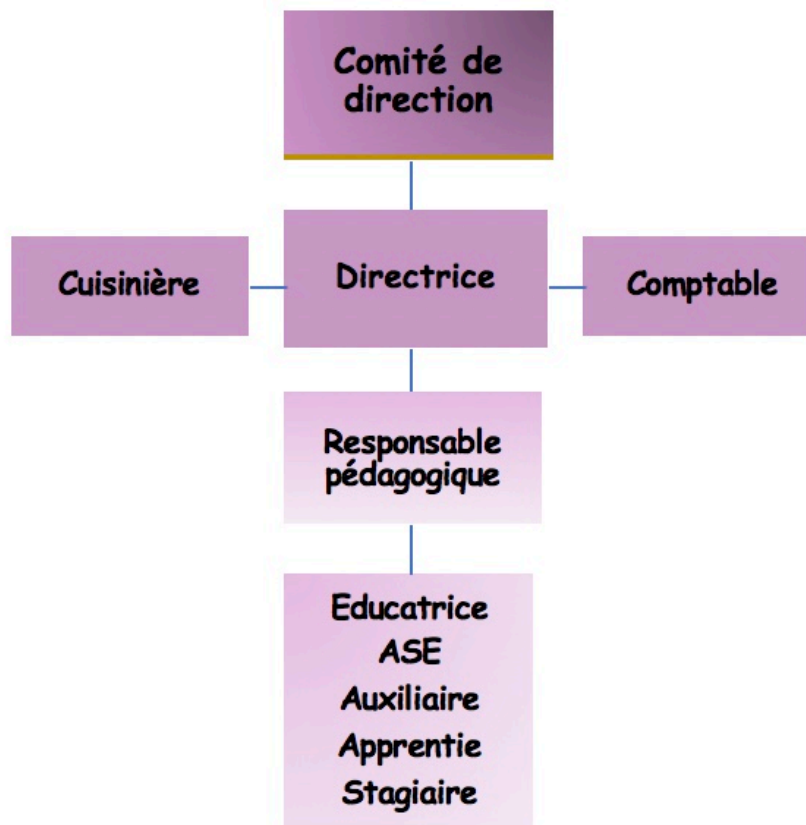 Comité de
direction
Cuisinière
Directrice
Comptable
Responsable
pédagogique
Educatrice
ASE
Auxiliaire
Apprentie
Stagiaire